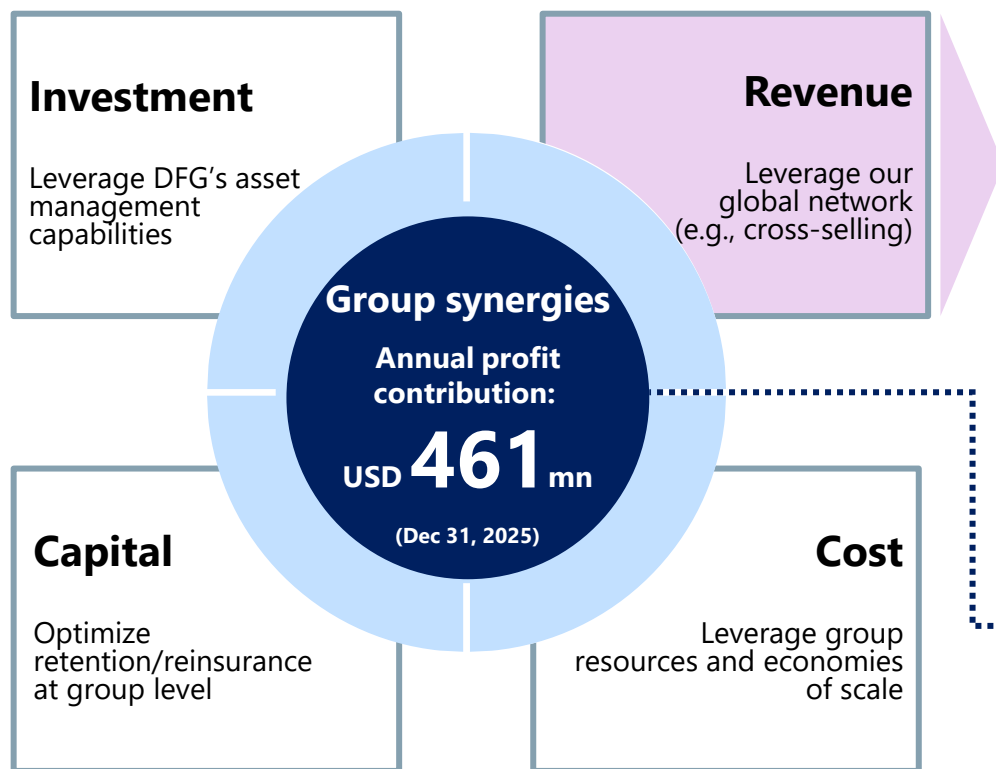 Investment
Leverage DFG’s asset
management
capabilities
Revenue
Leverage our
global network
(e.g., cross-selling)
Group synergies
Annual profit
contribution:
USD 461 mn
(Dec 31, 2025)
Capital
Optimize
retention/reinsurance
at group level
Cost
Leverage group
resources and economies
of scale